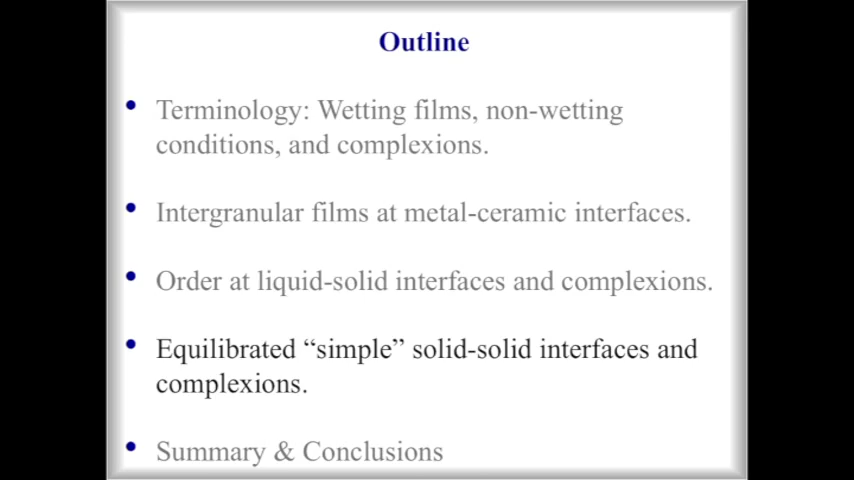 Outline
• Terminology: Wetting films, non-wetting
conditions, and complexions.
• Intergranular films at metal-ceramic interfaces.
• Order at liquid-solid interfaces and complexions.
• Equilibrated “simple” solid-solid interfaces and
complexions.
• Summary & Conclusions